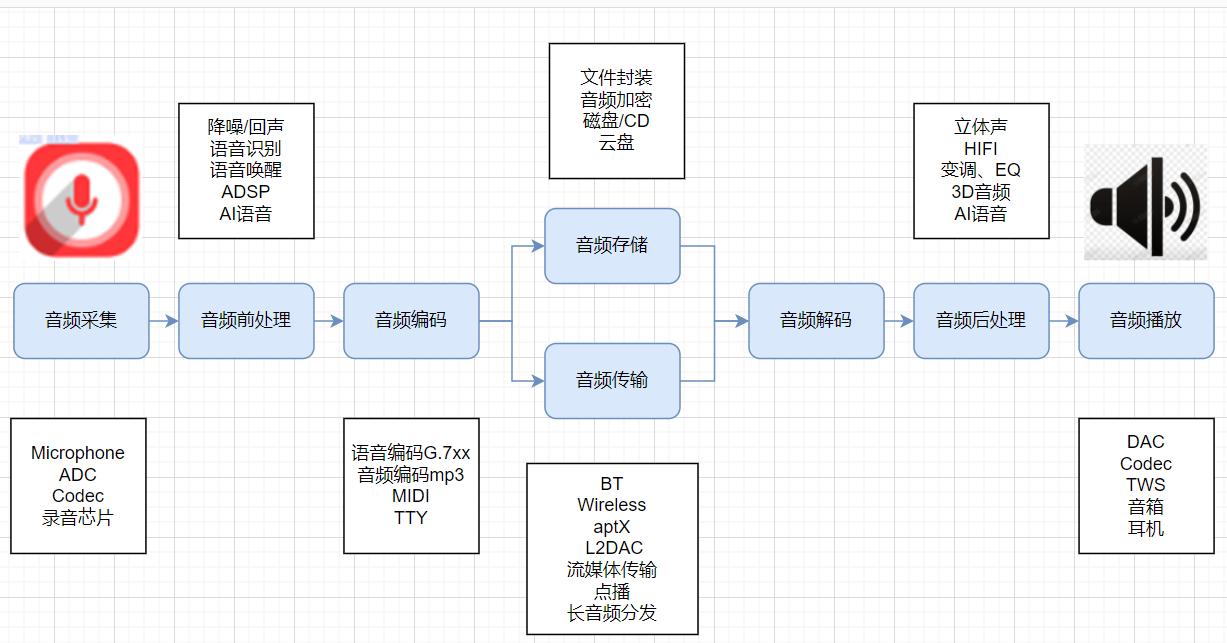 文件封装
音频加密
磁盘/CD
云盘
降噪/回声
语音识别
语音唤醒
ADSP
AI语音
立体声
HIFI
变调、EQ
3D音频
AI语音
音频存储
音频采集
音频前处理
音频编码
音频解码
音频后处理
音频播放
音频传输
Microphone
ADC
Codec
录音芯片
语音编码G.7xx
音频编码mp3
MIDI
TTY
BT
Wireless
aptX
L2DAC
流媒体传输
点播
长音频分发
DAC
Codec
TWS
音箱
耳机